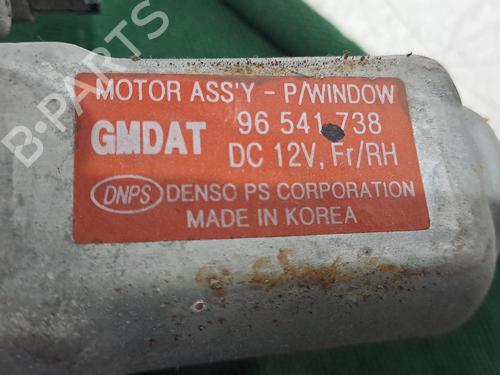 MOTOR ASS'Y - P/WINDOW
GMDAT 96 541 738
DC 12V, Fr/RH
DNPS DENSO PS CORPORATION
MADE IN KOREA
B-PARTS